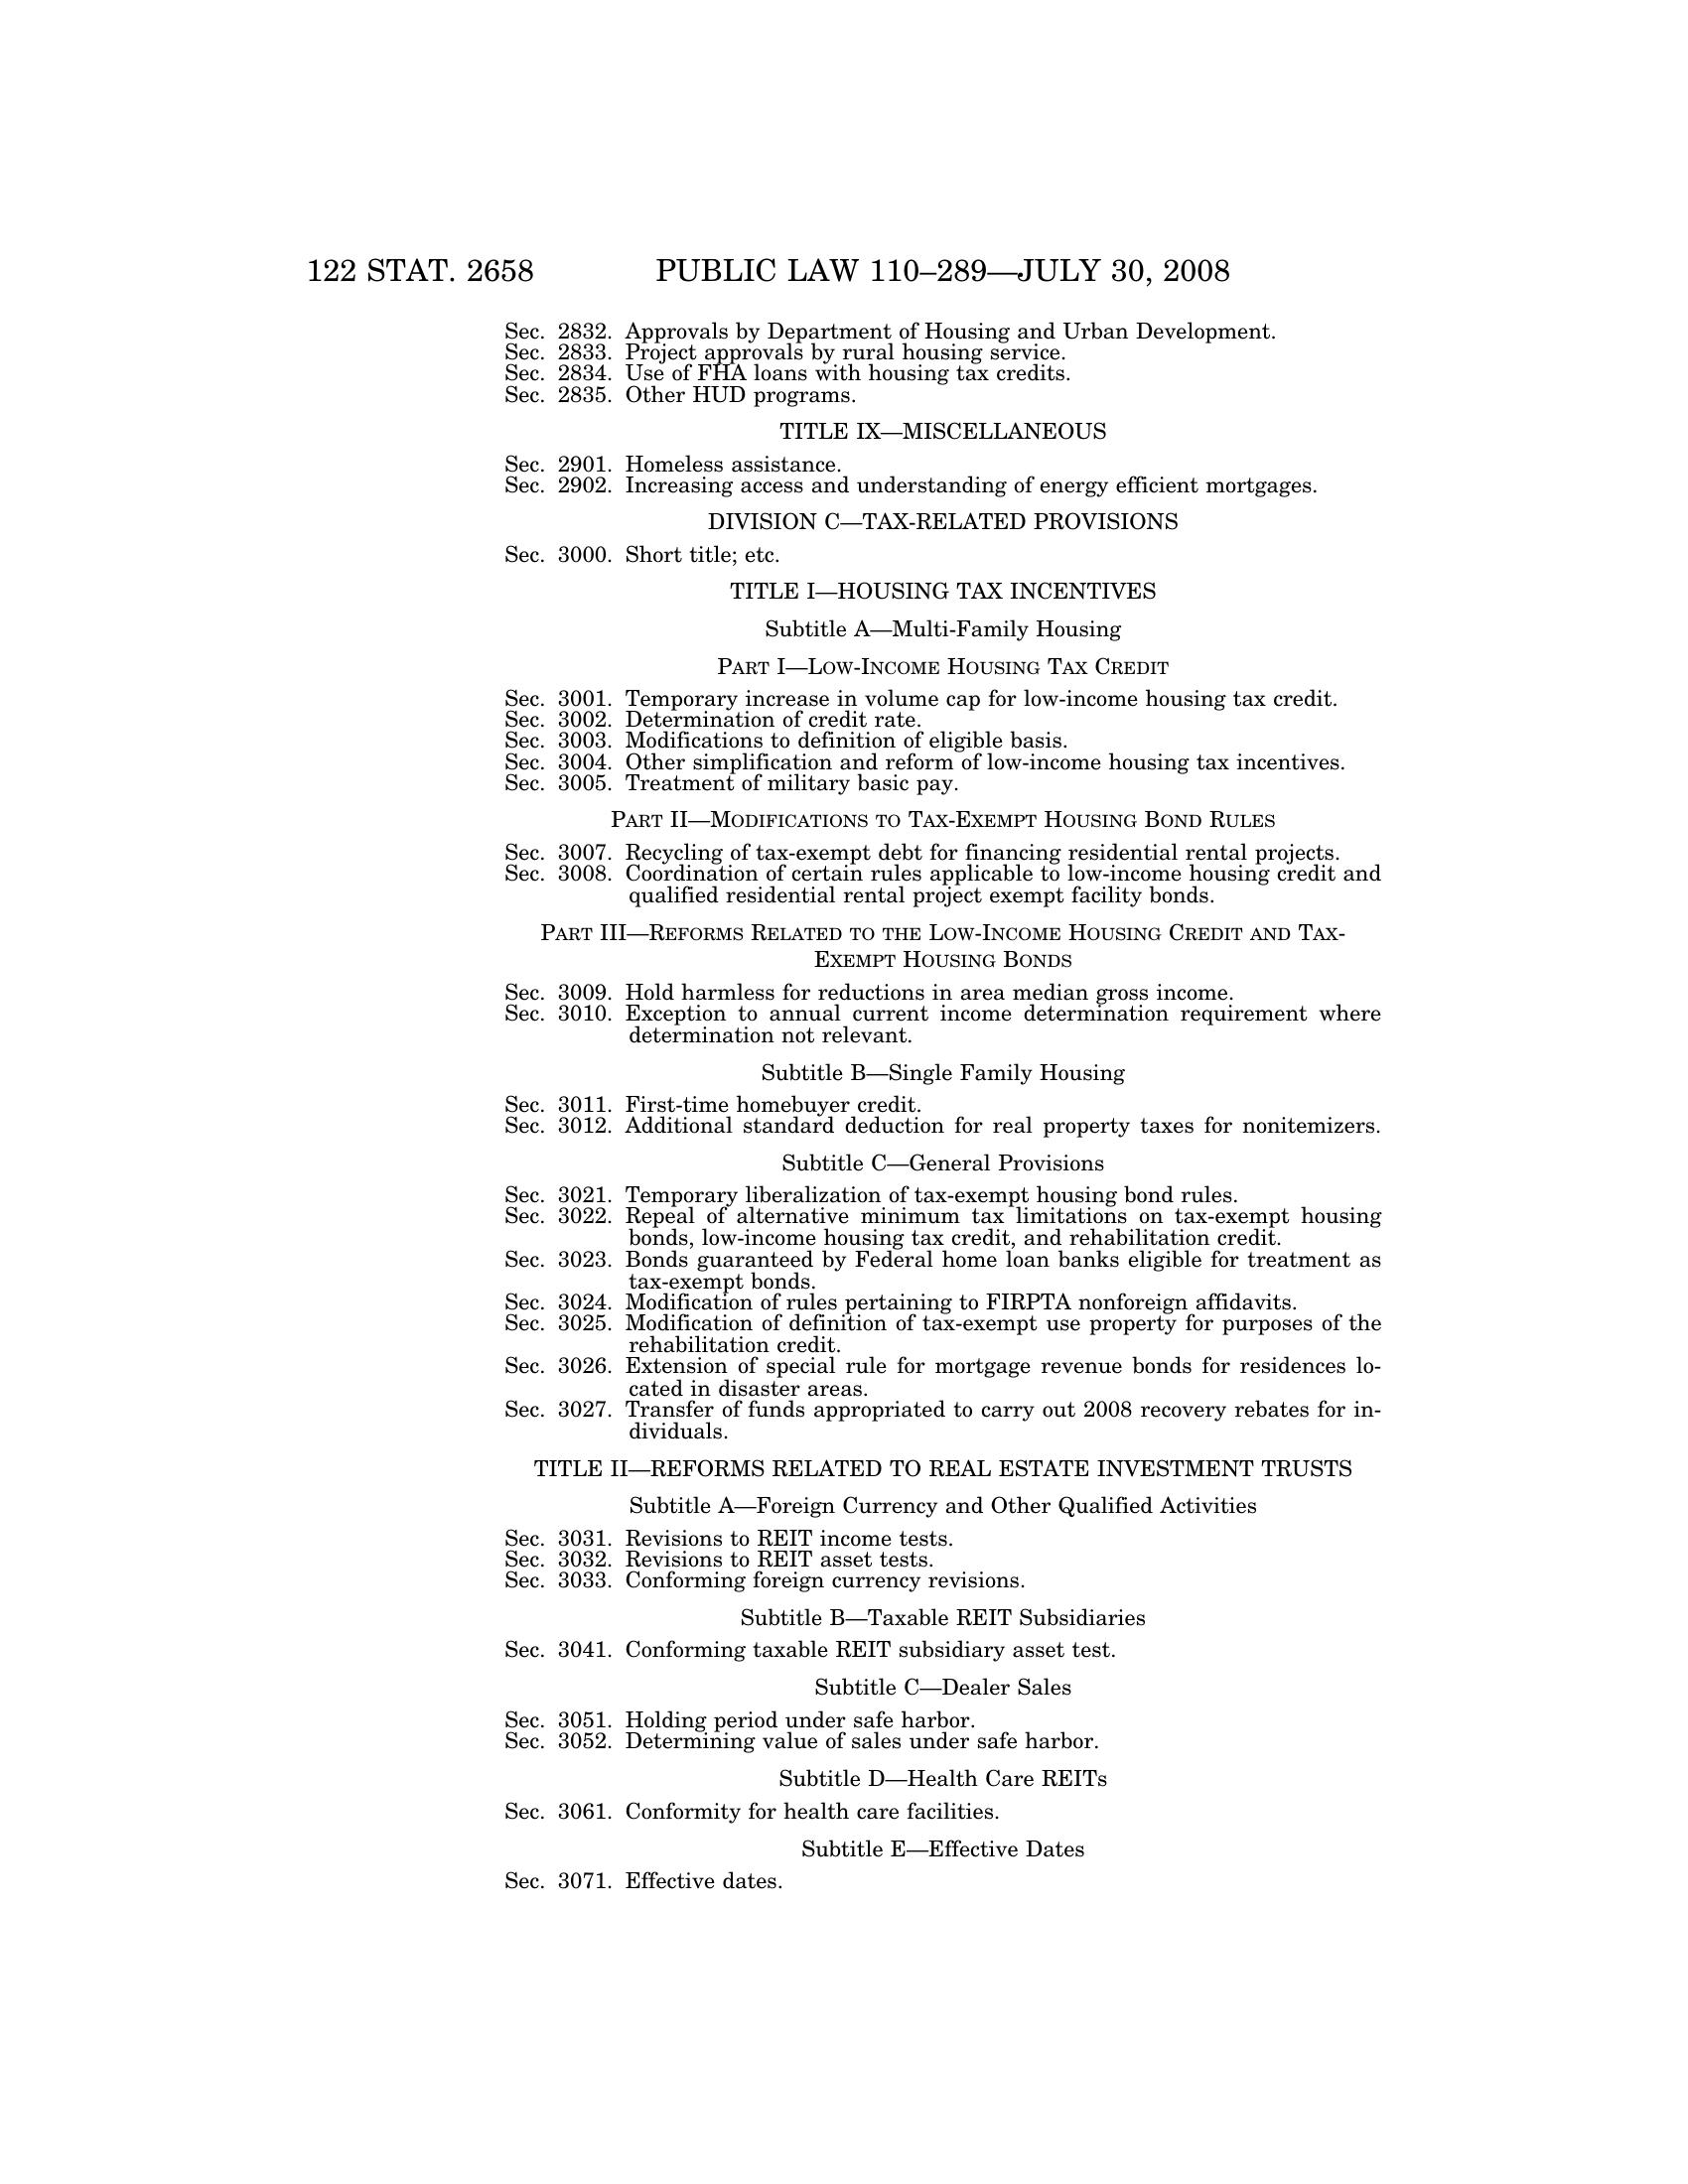 122 STAT. 2658 PUBLIC LAW 110–289—JULY 30, 2008
Sec. 2832. Approvals by Department of Housing and Urban Development.
Sec. 2833. Project approvals by rural housing service.
Sec. 2834. Use of FHA loans with housing tax credits.
Sec. 2835. Other HUD programs.
TITLE IX—MISCELLANEOUS
Sec. 2901. Homeless assistance.
Sec. 2902. Increasing access and understanding of energy efficient mortgages.
DIVISION C—TAX-RELATED PROVISIONS
Sec. 3000. Short title; etc.
TITLE I—HOUSING TAX INCENTIVES
Subtitle A—Multi-Family Housing
PART I—LOW-INCOME HOUSING TAX CREDIT
Sec. 3001. Temporary increase in volume cap for low-income housing tax credit.
Sec. 3002. Determination of credit rate.
Sec. 3003. Modifications to definition of eligible basis.
Sec. 3004. Other simplification and reform of low-income housing tax incentives.
Sec. 3005. Treatment of military basic pay.
PART II—MODIFICATIONS TO TAX-EXEMPT HOUSING BOND RULES
Sec. 3007. Recycling of tax-exempt debt for financing residential rental projects.
Sec. 3008. Coordination of certain rules applicable to low-income housing credit and
qualified residential rental project exempt facility bonds.
PART III—REFORMS RELATED TO THE LOW-INCOME HOUSING CREDIT AND TAX-
EXEMPT HOUSING BONDS
Sec. 3009. Hold harmless for reductions in area median gross income.
Sec. 3010. Exception to annual current income determination requirement where
determination not relevant.
Subtitle B—Single Family Housing
Sec. 3011. First-time homebuyer credit.
Sec. 3012. Additional standard deduction for real property taxes for nonitemizers.
Subtitle C—General Provisions
Sec. 3021. Temporary liberalization of tax-exempt housing bond rules.
Sec. 3022. Repeal of alternative minimum tax limitations on tax-exempt housing
bonds, low-income housing tax credit, and rehabilitation credit.
Sec. 3023. Bonds guaranteed by Federal home loan banks eligible for treatment as
tax-exempt bonds.
Sec. 3024. Modification of rules pertaining to FIRPTA nonforeign affidavits.
Sec. 3025. Modification of definition of tax-exempt use property for purposes of the
rehabilitation credit.
Sec. 3026. Extension of special rule for mortgage revenue bonds for residences lo-
cated in disaster areas.
Sec. 3027. Transfer of funds appropriated to carry out 2008 recovery rebates for in-
dividuals.
TITLE II—REFORMS RELATED TO REAL ESTATE INVESTMENT TRUSTS
Subtitle A—Foreign Currency and Other Qualified Activities
Sec. 3031. Revisions to REIT income tests.
Sec. 3032. Revisions to REIT asset tests.
Sec. 3033. Conforming foreign currency revisions.
Subtitle B—Taxable REIT Subsidiaries
Sec. 3041. Conforming taxable REIT subsidiary asset test.
Subtitle C—Dealer Sales
Sec. 3051. Holding period under safe harbor.
Sec. 3052. Determining value of sales under safe harbor.
Subtitle D—Health Care REITs
Sec. 3061. Conformity for health care facilities.
Subtitle E—Effective Dates
Sec. 3071. Effective dates.